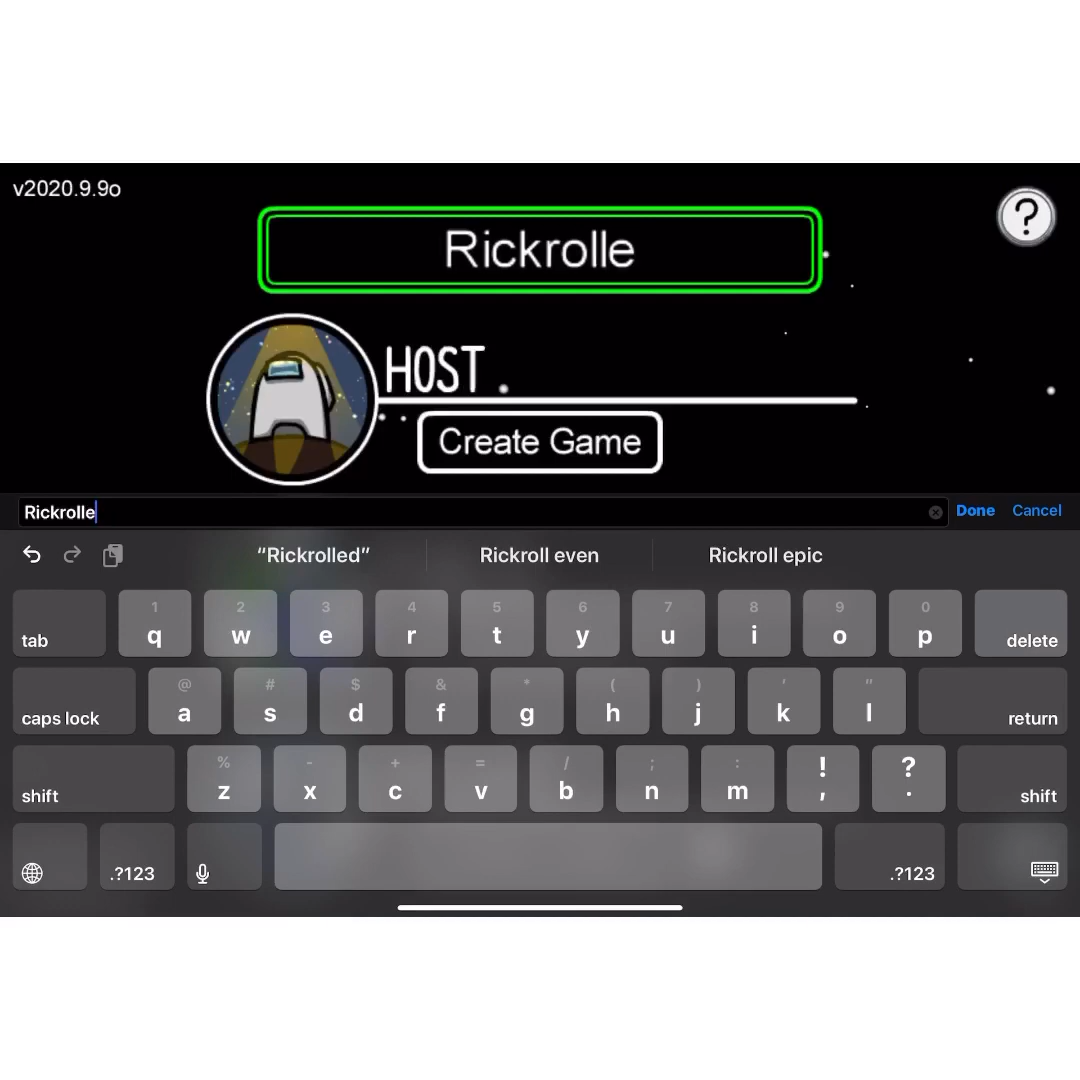 v2020.9.9o
?
Rickrolle
HOST
Create Game
Rickrolle Done Cancel
“Rickrolled” Rickroll even Rickroll epic
1 2 3 4 5 6 7 8 9 0
tab q w e r t y u i o p delete
@ # $ & * ( ) ' "
caps lock a s d f g h j k l return
% - + = / ; : ! ?
shift z x c v b n m , . shift
.?123 .?123